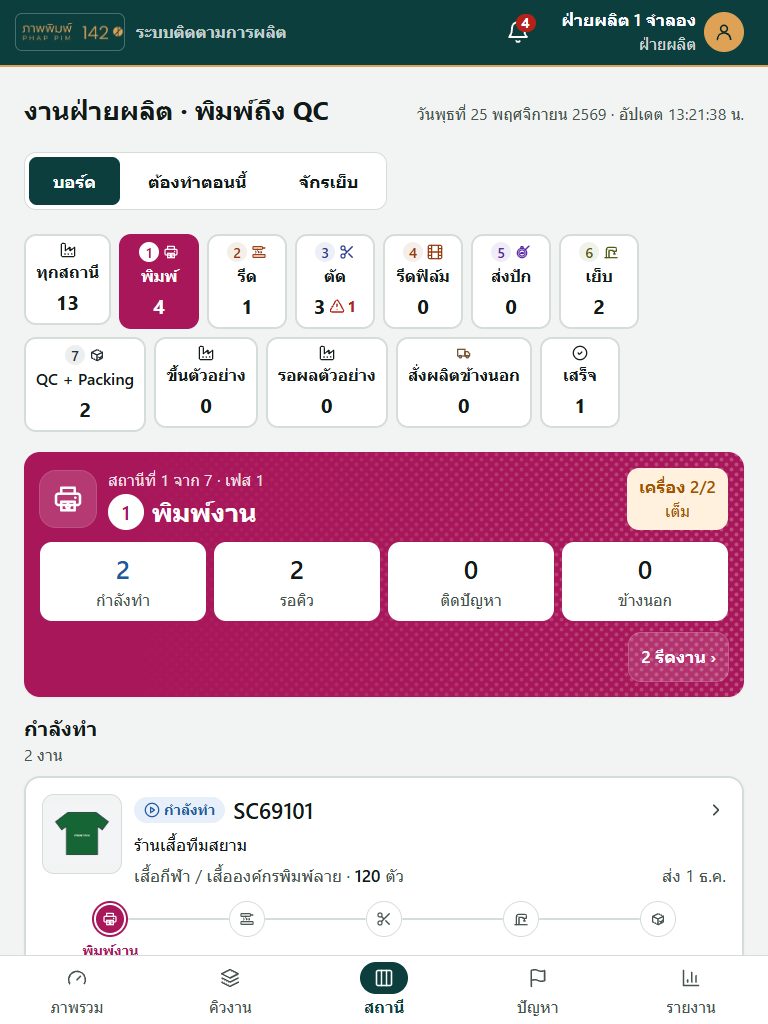 ภาพพิมพ์ PHAP PIM 142 ระบบติดตามการผลิต
4
ฝ่ายผลิต 1 จำลอง
ฝ่ายผลิต
งานฝ่ายผลิต · พิมพ์ถึง QC
วันพุธที่ 25 พฤศจิกายน 2569 · อัปเดต 13:21:38 น.
บอร์ด ต้องทำตอนนี้ จักรเย็บ
ทุกสถานี
13
1
พิมพ์
4
2
รีด
1
3
ตัด
3 1
4
รีดฟิล์ม
0
5
ส่งปัก
0
6
เย็บ
2
7
QC + Packing
2
ขึ้นตัวอย่าง
0
รอผลตัวอย่าง
0
สั่งผลิตข้างนอก
0
เสร็จ
1
สถานีที่ 1 จาก 7 · เฟส 1
1 พิมพ์งาน
เครื่อง 2/2
เต็ม
2
กำลังทำ
2
รอคิว
0
ติดปัญหา
0
ข้างนอก
2 รีดงาน ›
กำลังทำ
2 งาน
กำลังทำ SC69101
ร้านเสื้อทีมสยาม
เสื้อกีฬา / เสื้อองค์กรพิมพ์ลาย · 120 ตัว
ส่ง 1 ธ.ค.
พิมพ์งาน
ภาพรวม คิวงาน สถานี ปัญหา รายงาน